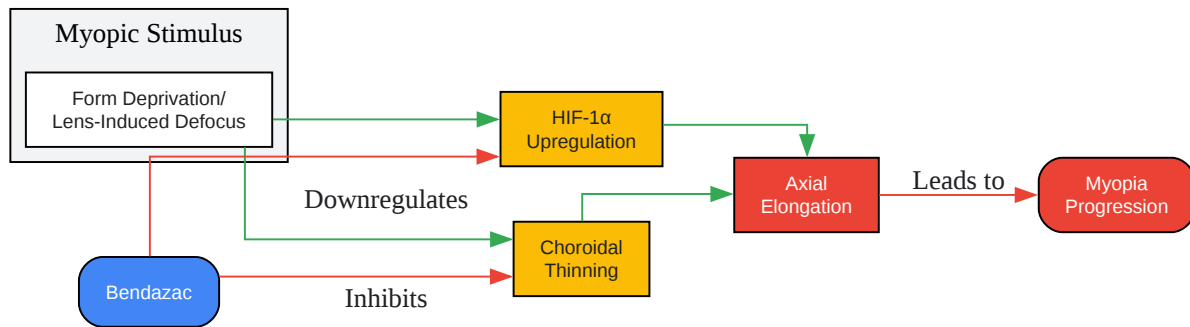 Myopic Stimulus
Form Deprivation/
Lens-Induced Defocus
HIF-1α
Upregulation
Downregulates
Axial
Elongation
Leads to
Myopia
Progression
Choroidal
Thinning
Bendazac
Inhibits